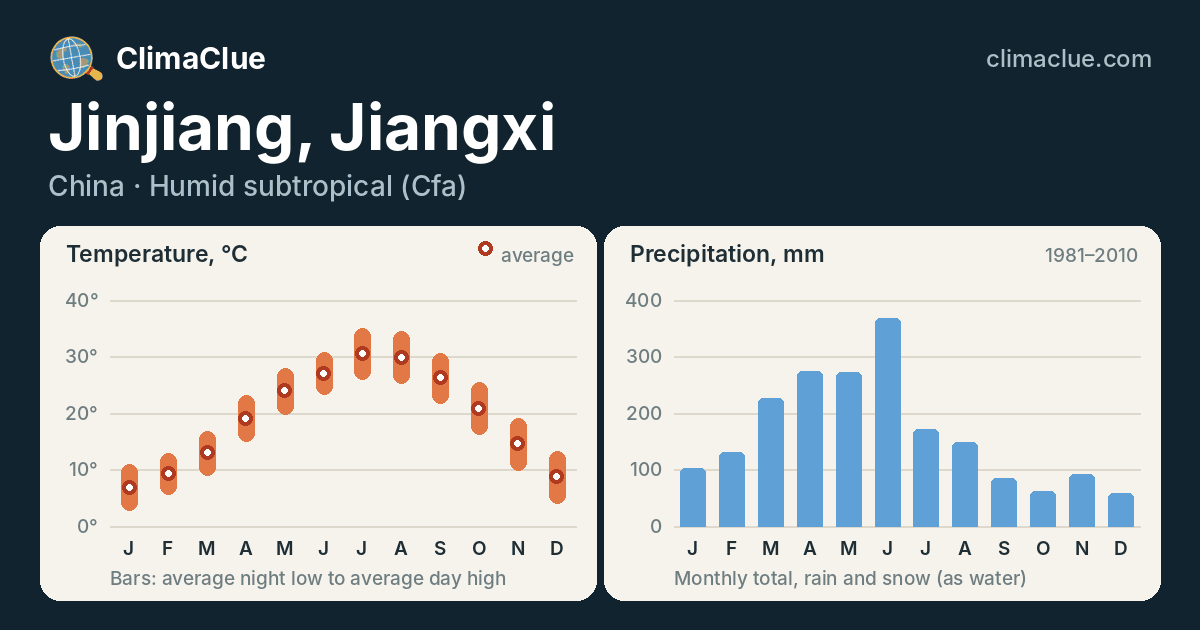 ClimaClue
climaclue.com
Jinjiang, Jiangxi
China · Humid subtropical (Cfa)
Temperature, °C
average
40°
30°
20°
10°
0°
J F M A M J J A S O N D
Bars: average night low to average day high
Precipitation, mm
1981–2010
400
300
200
100
0
J F M A M J J A S O N D
Monthly total, rain and snow (as water)